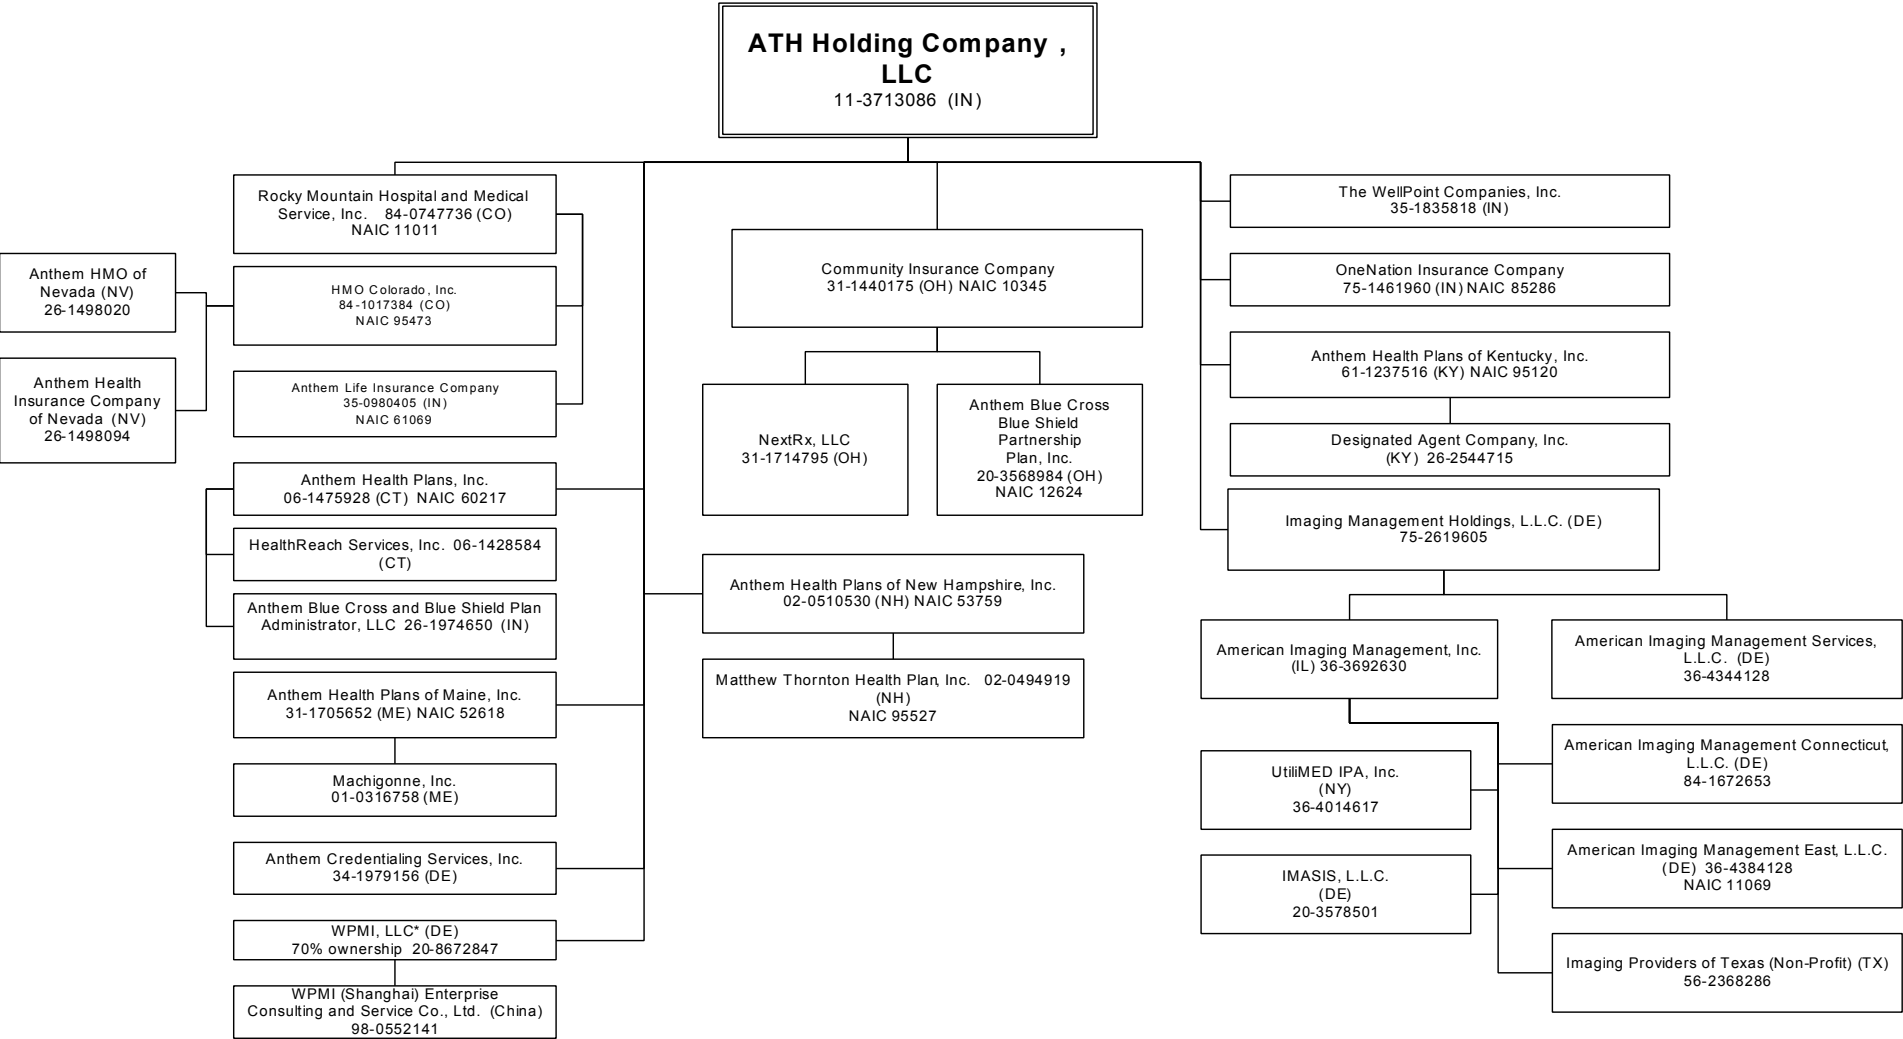 ATH Holding Company ,
LLC
11-3713086 (IN)
Rocky Mountain Hospital and Medical
Service, Inc. 84-0747736 (CO)
NAIC 11011
Anthem HMO of
Nevada (NV)
26-1498020
HMO Colorado, Inc.
84-1017384 (CO)
NAIC 95473
Anthem Health
Insurance Company
of Nevada (NV)
26-1498094
Anthem Life Insurance Company
35-0980405 (IN)
NAIC 61069
Anthem Health Plans, Inc.
06-1475928 (CT) NAIC 60217
HealthReach Services, Inc. 06-1428584
(CT)
Anthem Blue Cross and Blue Shield Plan
Administrator, LLC 26-1974650 (IN)
Anthem Health Plans of Maine, Inc.
31-1705652 (ME) NAIC 52618
Machigonne, Inc.
01-0316758 (ME)
Anthem Credentialing Services, Inc.
34-1979156 (DE)
WPMI, LLC* (DE)
70% ownership 20-8672847
WPMI (Shanghai) Enterprise
Consulting and Service Co., Ltd. (China)
98-0552141
Community Insurance Company
31-1440175 (OH) NAIC 10345
NextRx, LLC
31-1714795 (OH)
Anthem Blue Cross
Blue Shield
Partnership
Plan, Inc.
20-3568984 (OH)
NAIC 12624
Anthem Health Plans of New Hampshire, Inc.
02-0510530 (NH) NAIC 53759
Matthew Thornton Health Plan, Inc. 02-0494919
(NH)
NAIC 95527
The WellPoint Companies, Inc.
35-1835818 (IN)
OneNation Insurance Company
75-1461960 (IN) NAIC 85286
Anthem Health Plans of Kentucky, Inc.
61-1237516 (KY) NAIC 95120
Designated Agent Company, Inc.
(KY) 26-2544715
Imaging Management Holdings, L.L.C. (DE)
75-2619605
American Imaging Management, Inc.
(IL) 36-3692630
American Imaging Management Services,
L.L.C. (DE)
36-4344128
UtiliMED IPA, Inc.
(NY)
36-4014617
American Imaging Management Connecticut,
L.L.C. (DE)
84-1672653
IMASIS, L.L.C.
(DE)
20-3578501
American Imaging Management East, L.L.C.
(DE) 36-4384128
NAIC 11069
Imaging Providers of Texas (Non-Profit) (TX)
56-2368286